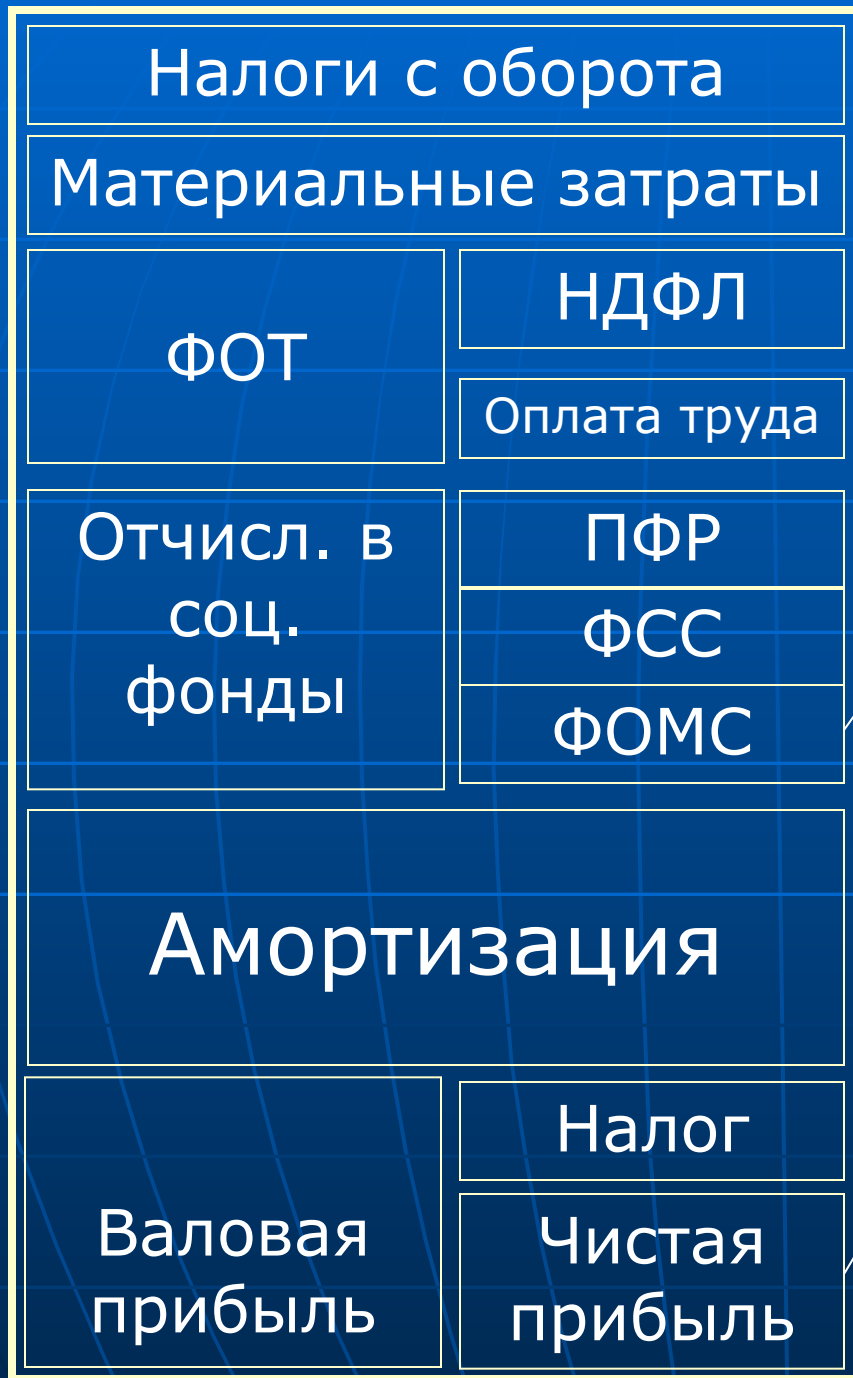 Налоги с оборота
Материальные затраты
ФОТ
НДФЛ
Оплата труда
Отчисл. в
соц.
фонды
ПФР
ФСС
ФОМС
Амортизация
Валовая
прибыль
Налог
Чистая
прибыль